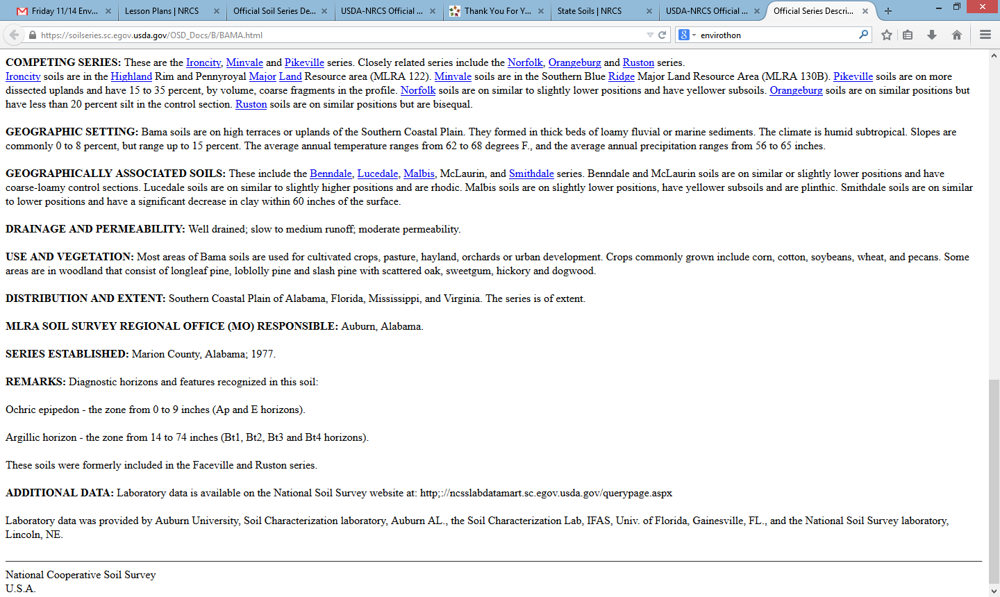 Friday 11/14 Env...
Lesson Plans | NRCS
Official Soil Series De...
USDA-NRCS Official ...
Thank You For Y...
State Soils | NRCS
USDA-NRCS Official ...
Official Series Descri...
https://soilseries.sc.egov.usda.gov/OSD_Docs/B/BAMA.html
envirothon
COMPETING SERIES: These are the Ironcity, Minvale and Pikeville series. Closely related series include the Norfolk, Orangeburg and Ruston series.
Ironcity soils are in the Highland Rim and Pennyroyal Major Land Resource area (MLRA 122). Minvale soils are in the Southern Blue Ridge Major Land Resource Area (MLRA 130B). Pikeville soils are on more
dissected uplands and have 15 to 35 percent, by volume, coarse fragments in the profile. Norfolk soils are on similar to slightly lower positions and have yellower subsoils. Orangeburg soils are on similar positions but
have less than 20 percent silt in the control section. Ruston soils are on similar positions but are bisequal.
GEOGRAPHIC SETTING: Bama soils are on high terraces or uplands of the Southern Coastal Plain. They formed in thick beds of loamy fluvial or marine sediments. The climate is humid subtropical. Slopes are
commonly 0 to 8 percent, but range up to 15 percent. The average annual temperature ranges from 62 to 68 degrees F., and the average annual precipitation ranges from 56 to 65 inches.
GEOGRAPHICALLY ASSOCIATED SOILS: These include the Benndale, Lucedale, Malbis, McLaurin, and Smithdale series. Benndale and McLaurin soils are on similar or slightly lower positions and have
coarse-loamy control sections. Lucedale soils are on similar to slightly higher positions and are rhodic. Malbis soils are on slightly lower positions, have yellower subsoils and are plinthic. Smithdale soils are on similar
to lower positions and have a significant decrease in clay within 60 inches of the surface.
DRAINAGE AND PERMEABILITY: Well drained; slow to medium runoff; moderate permeability.
USE AND VEGETATION: Most areas of Bama soils are used for cultivated crops, pasture, hayland, orchards or urban development. Crops commonly grown include corn, cotton, soybeans, wheat, and pecans. Some
areas are in woodland that consist of longleaf pine, loblolly pine and slash pine with scattered oak, sweetgum, hickory and dogwood.
DISTRIBUTION AND EXTENT: Southern Coastal Plain of Alabama, Florida, Mississippi, and Virginia. The series is of extent.
MLRA SOIL SURVEY REGIONAL OFFICE (MO) RESPONSIBLE: Auburn, Alabama.
SERIES ESTABLISHED: Marion County, Alabama; 1977.
REMARKS: Diagnostic horizons and features recognized in this soil:
Ochric epipedon - the zone from 0 to 9 inches (Ap and E horizons).
Argillic horizon - the zone from 14 to 74 inches (Bt1, Bt2, Bt3 and Bt4 horizons).
These soils were formerly included in the Faceville and Ruston series.
ADDITIONAL DATA: Laboratory data is available on the National Soil Survey website at: http;://ncsslabdatamart.sc.egov.usda.gov/querypage.aspx
Laboratory data was provided by Auburn University, Soil Characterization laboratory, Auburn AL., the Soil Characterization Lab, IFAS, Univ. of Florida, Gainesville, FL., and the National Soil Survey laboratory,
Lincoln, NE.
National Cooperative Soil Survey
U.S.A.